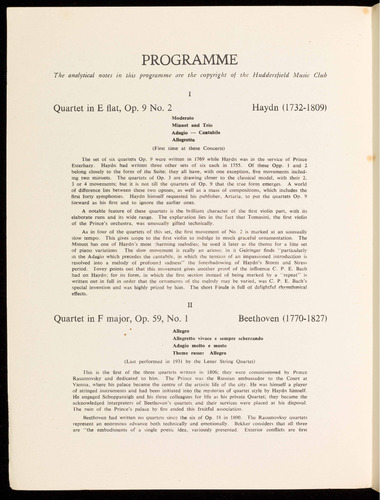 PROGRAMME
The analytical notes in this programme are the copyright of the Huddersfield Music Club
I
Quartet in E flat, Op. 9 No. 2 Haydn (1732-1809)
Moderato
Minuet and Trio
Adagio — Cantabile
Allegretto
(First time at these Concerts)
The set of six quartets Op. 9 were written in 1769 while Haydn was in the service of Prince
Esterhazy. Haydn had written three other sets of six each in 1755. Of these Opp. 1 and 2
belong closely to the form of the Suite; they all have, with one exception, five movements includ-
ing two minuets. The quartets of Op. 3 are drawing closer to the classical model, with their 2,
3 or 4 movements; but it is not till the quartets of Op. 9 that the true form emerges. A world
of difference lies between these two opuses, as well as a mass of compositions, which includes the
first forty symphonies. Haydn requested his publisher, Artaria, to put the quartets Op. 9
forward as his first and to ignore the earlier ones.
A notable feature of these quartets is the brilliant character of the first violin part, with its
elaborate runs and its wide range. The explanation lies in the fact that Tomasini, the first violin
of the Prince's orchestra, was unusually gifted technically.
As in four of the quartets of this set, the first movement of No. 2 is marked at an unusually
slow tempo. This gives scope to the first violin to indulge in much graceful ornamentation. The
Minuet has one of Haydn's most "charming melodies; he used it later as the theme for a little set
of piano variations. The slow movement is really an arioso; in it Geiringer finds "particularly
in the Adagio which precedes the cantabile, in which the tension of an impassioned introduction is
resolved into a melody of profound sadness" the foreshadowing of Haydn's Storm and Stress
period. Tovey points out that this movement gives another proof of the influence C. P. E. Bach
had on Haydn; for its form, in which the first section instead of being marked by a "repeat" is
written out in full in order that the ornaments of the melody may be varied, was C. P. E. Bach's
special invention and was highly prized by him. The short Finale is full of delightful rhythmical
effects.
II
Quartet in F major, Op. 59, No. 1 Beethoven (1770-1827)
Allegro
Allegretto vivace e sempre scherzando
Adagio molto e mesto
Theme russe: Allegro
(Last performed in 1931 by the Lener String Quartet)
This is the first of the three quartets written in 1806; they were commissioned by Prince
Rasumovsky and dedicated to him. The Prince was the Russian ambassador to the Court at
Vienna, where his palace became the centre of the artistic life of the city. He was himself a player
of stringed instruments and had been initiated into the mysteries of quartet style by Haydn himself.
He engaged Schuppanzigh and his three colleagues for life as his private Quartet; they became the
acknowledged interpreters of Beethoven's quartets and their services were placed at his disposal.
The ruin of the Prince's palace by fire ended this fruitful association.
Beethoven had written no quartets since the six of Op. 18 in 1800. The Rasumovsky quartets
represent an enormous advance both technically and emotionally. Bekker considers that all three
are "the embodiments of a single poetic idea, variously presented. Exterior conflicts are first